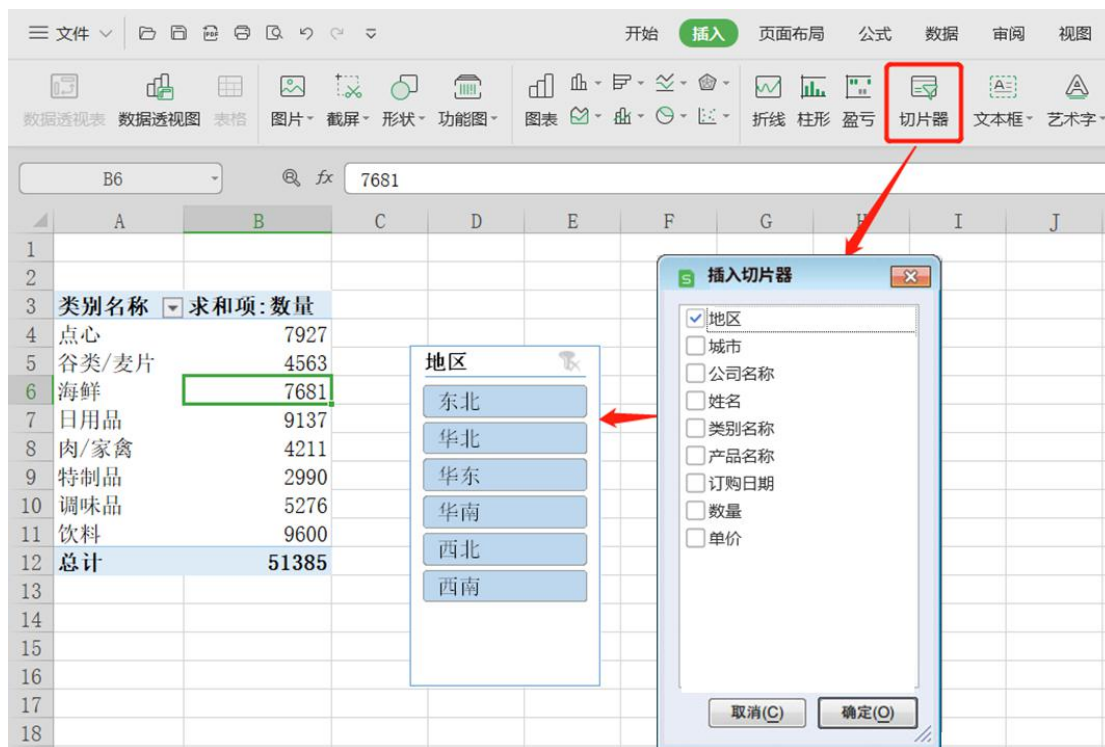 文件 开始 插入 页面布局 公式 数据 审阅 视图
数据透视表 数据透视图 表格 图片 截屏 形状 功能图 图表 折线 柱形 盈亏 切片器 文本框 艺术字
B6 fx 7681
A B C D E F G H I J
1
2
3 类别名称 求和项:数量
4 点心 7927
5 谷类/麦片 4563
6 海鲜 7681
7 日用品 9137
8 肉/家禽 4211
9 特制品 2990
10 调味品 5276
11 饮料 9600
12 总计 51385
13
14
15
16
17
18
地区
东北
华北
华东
华南
西北
西南
插入切片器
地区
城市
公司名称
姓名
类别名称
产品名称
订购日期
数量
单价
取消(C) 确定(O)